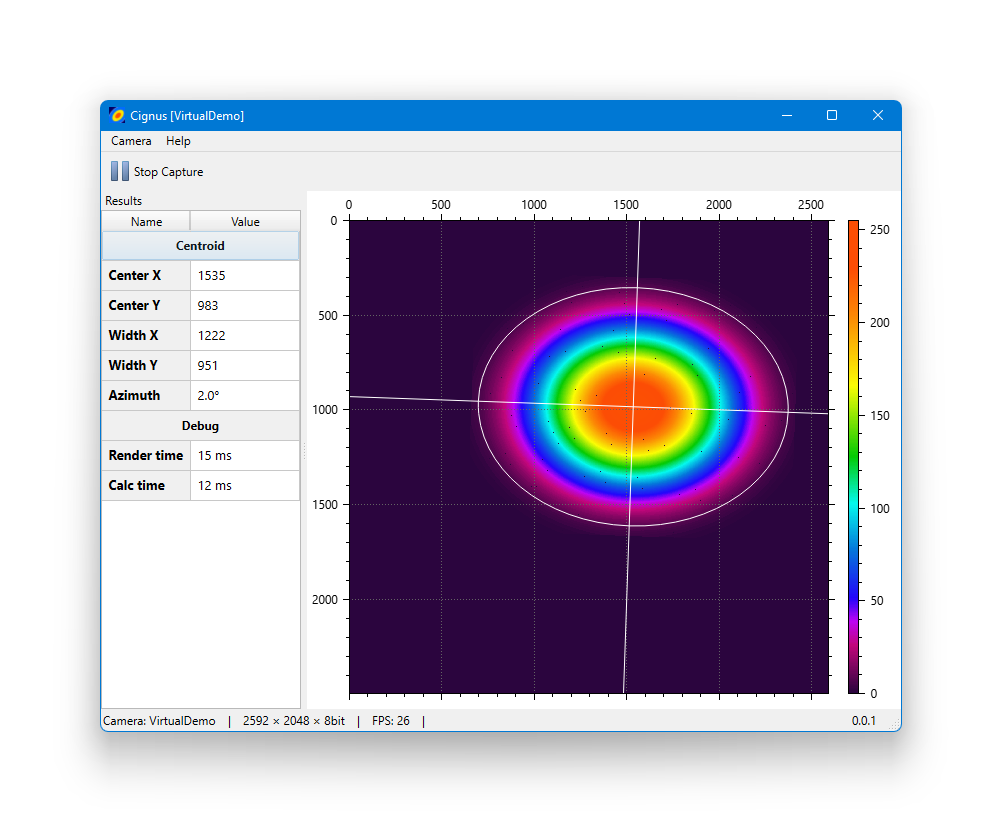 Cignus [VirtualDemo]
Camera Help
Stop Capture
Results
Name Value
Centroid
Center X 1535
Center Y 983
Width X 1222
Width Y 951
Azimuth 2.0°
Debug
Render time 15 ms
Calc time 12 ms
0 500 1000 1500 2000 2500
0
500
1000
1500
2000
250
200
150
100
50
0
Camera: VirtualDemo | 2592 × 2048 × 8bit | FPS: 26 | 0.0.1